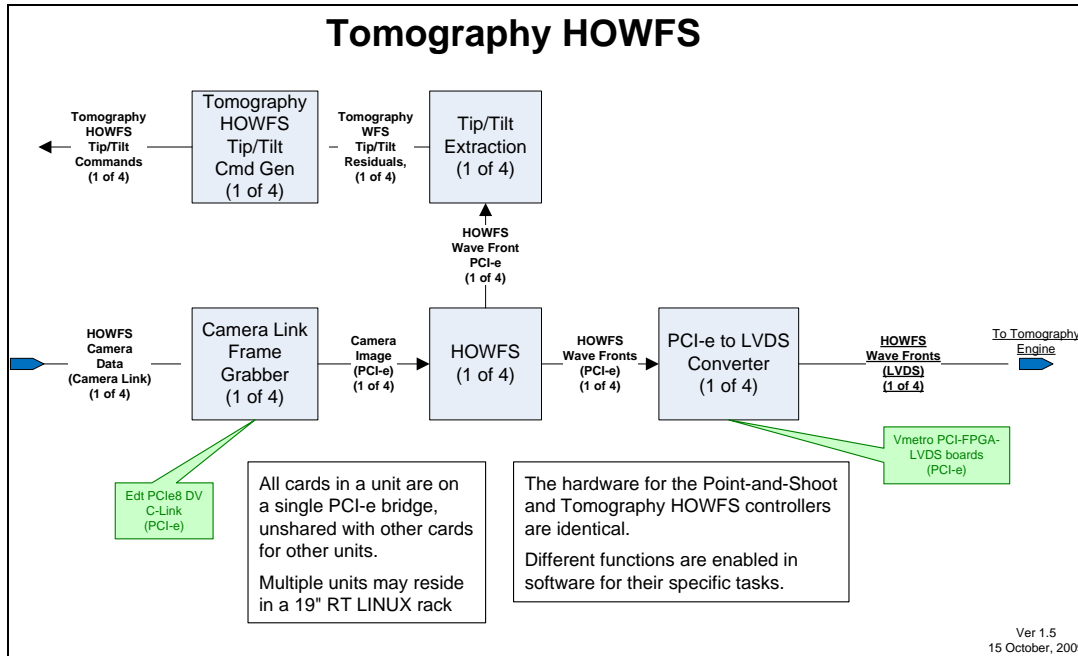 Tomography HOWFS
Tomography
HOWFS
Tip/Tilt
Commands
(1 of 4)
Tomography
HOWFS
Tip/Tilt
Cmd Gen
(1 of 4)
Tomography
WFS
Tip/Tilt
Residuals,
(1 of 4)
Tip/Tilt
Extraction
(1 of 4)
HOWFS
Wave Front
PCI-e
(1 of 4)
HOWFS
Camera
Data
(Camera Link)
(1 of 4)
Camera Link
Frame
Grabber
(1 of 4)
Camera
Image
(PCI-e)
(1 of 4)
HOWFS
(1 of 4)
HOWFS
Wave Fronts
(PCI-e)
(1 of 4)
PCI-e to LVDS
Converter
(1 of 4)
HOWFS
Wave Fronts
(LVDS)
(1 of 4)
To Tomography
Engine
Edt PCIe8 DV
C-Link
(PCI-e)
Vmetro PCI-FPGA-
LVDS boards
(PCI-e)
All cards in a unit are on
a single PCI-e bridge,
unshared with other cards
for other units.
Multiple units may reside
in a 19" RT LINUX rack
The hardware for the Point-and-Shoot
and Tomography HOWFS controllers
are identical.
Different functions are enabled in
software for their specific tasks.
Ver 1.5
15 October,